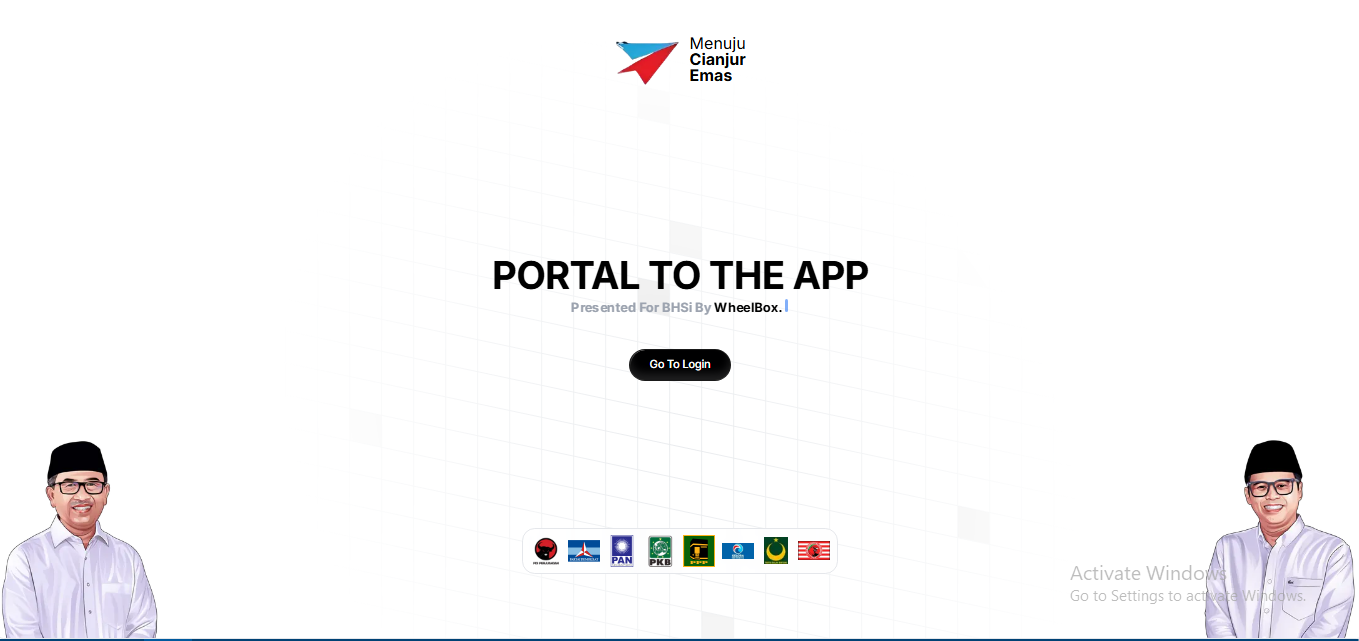 Menuju
Cianjur
Emas
PORTAL TO THE APP
Presented For BHSi By WheelBox.
Go To Login
PAN
PKB
PPP
Activate Windows
Go to Settings to activate Windows.